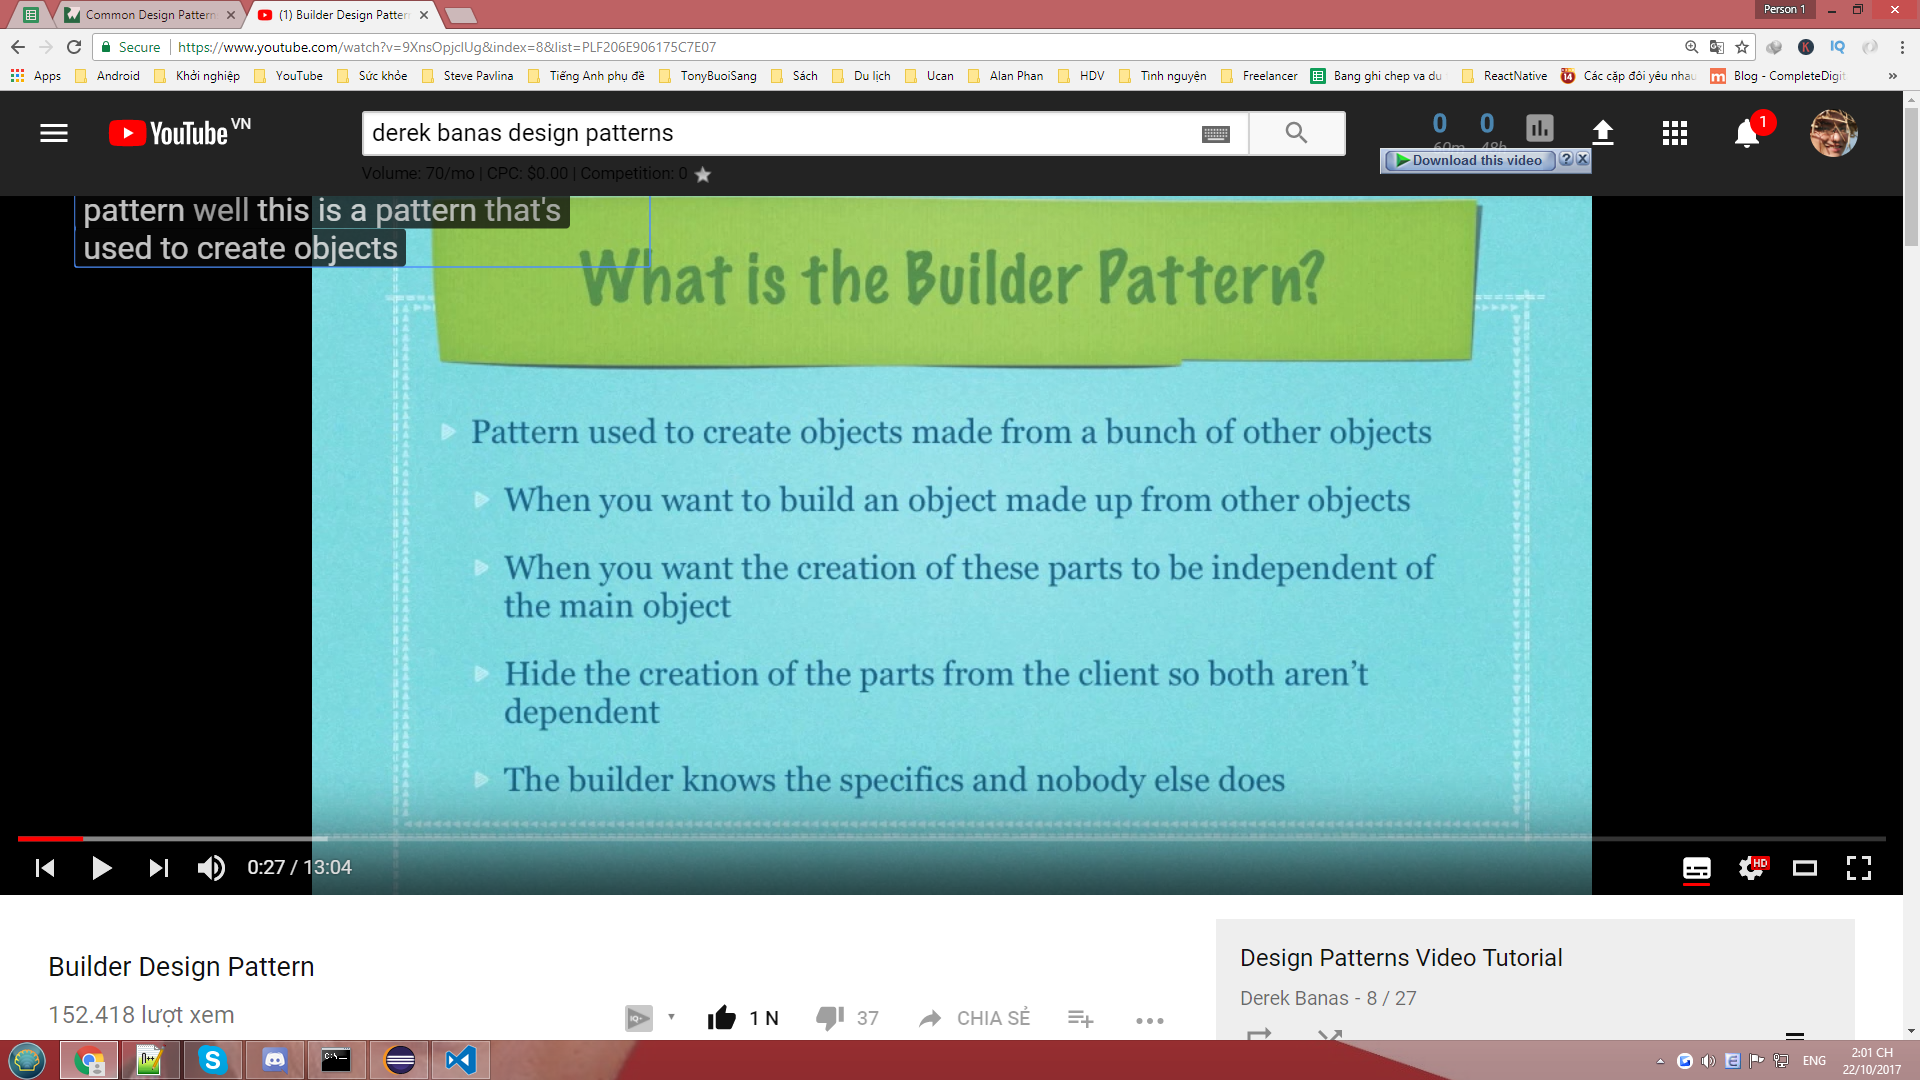 Common Design Pattern
(1) Builder Design Patter
Person 1
Secure
https://www.youtube.com/watch?v=9XnsOpjclUg&index=8&list=PLF206E906175C7E07
Apps
Android
Khởi nghiệp
YouTube
Sức khỏe
Steve Pavlina
Tiếng Anh phụ đề
TonyBuoiSang
Sách
Du lịch
Ucan
Alan Phan
HDV
Tình nguyện
Freelancer
Bang ghi chep va du
ReactNative
Các cặp đôi yêu nhau
Blog - CompleteDigit
YouTube VN
derek banas design patterns
0 0
60m 48h
1
Download this video
Volume: 70/mo | CPC: $0.00 | Competition: 0
pattern well this is a pattern that's
used to create objects
What is the Builder Pattern?
Pattern used to create objects made from a bunch of other objects
When you want to build an object made up from other objects
When you want the creation of these parts to be independent of
the main object
Hide the creation of the parts from the client so both aren't
dependent
The builder knows the specifics and nobody else does
0:27 / 13:04
HD
Builder Design Pattern
152.418 lượt xem
1 N
37
CHIA SẺ
Design Patterns Video Tutorial
Derek Banas - 8 / 27
ENG
2:01 CH
22/10/2017